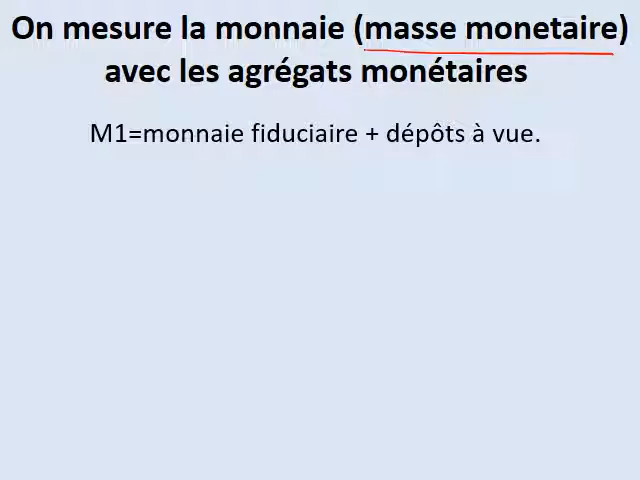 On mesure la monnaie (masse monetaire)
avec les agrégats monétaires
M1=monnaie fiduciaire + dépôts à vue.